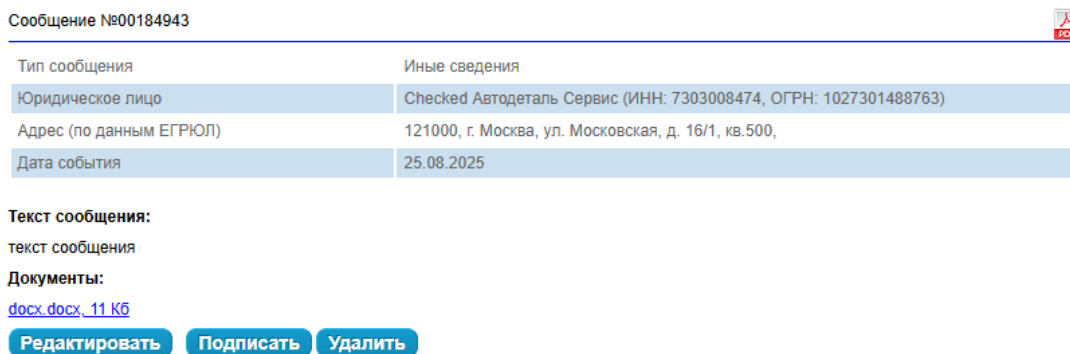 Сообщение №00184943
PDF
Тип сообщения Иные сведения
Юридическое лицо Checked Автодеталь Сервис (ИНН: 7303008474, ОГРН: 1027301488763)
Адрес (по данным ЕГРЮЛ) 121000, г. Москва, ул. Московская, д. 16/1, кв.500,
Дата события 25.08.2025
Текст сообщения:
текст сообщения
Документы:
docx.docx, 11 Кб
Редактировать Подписать Удалить